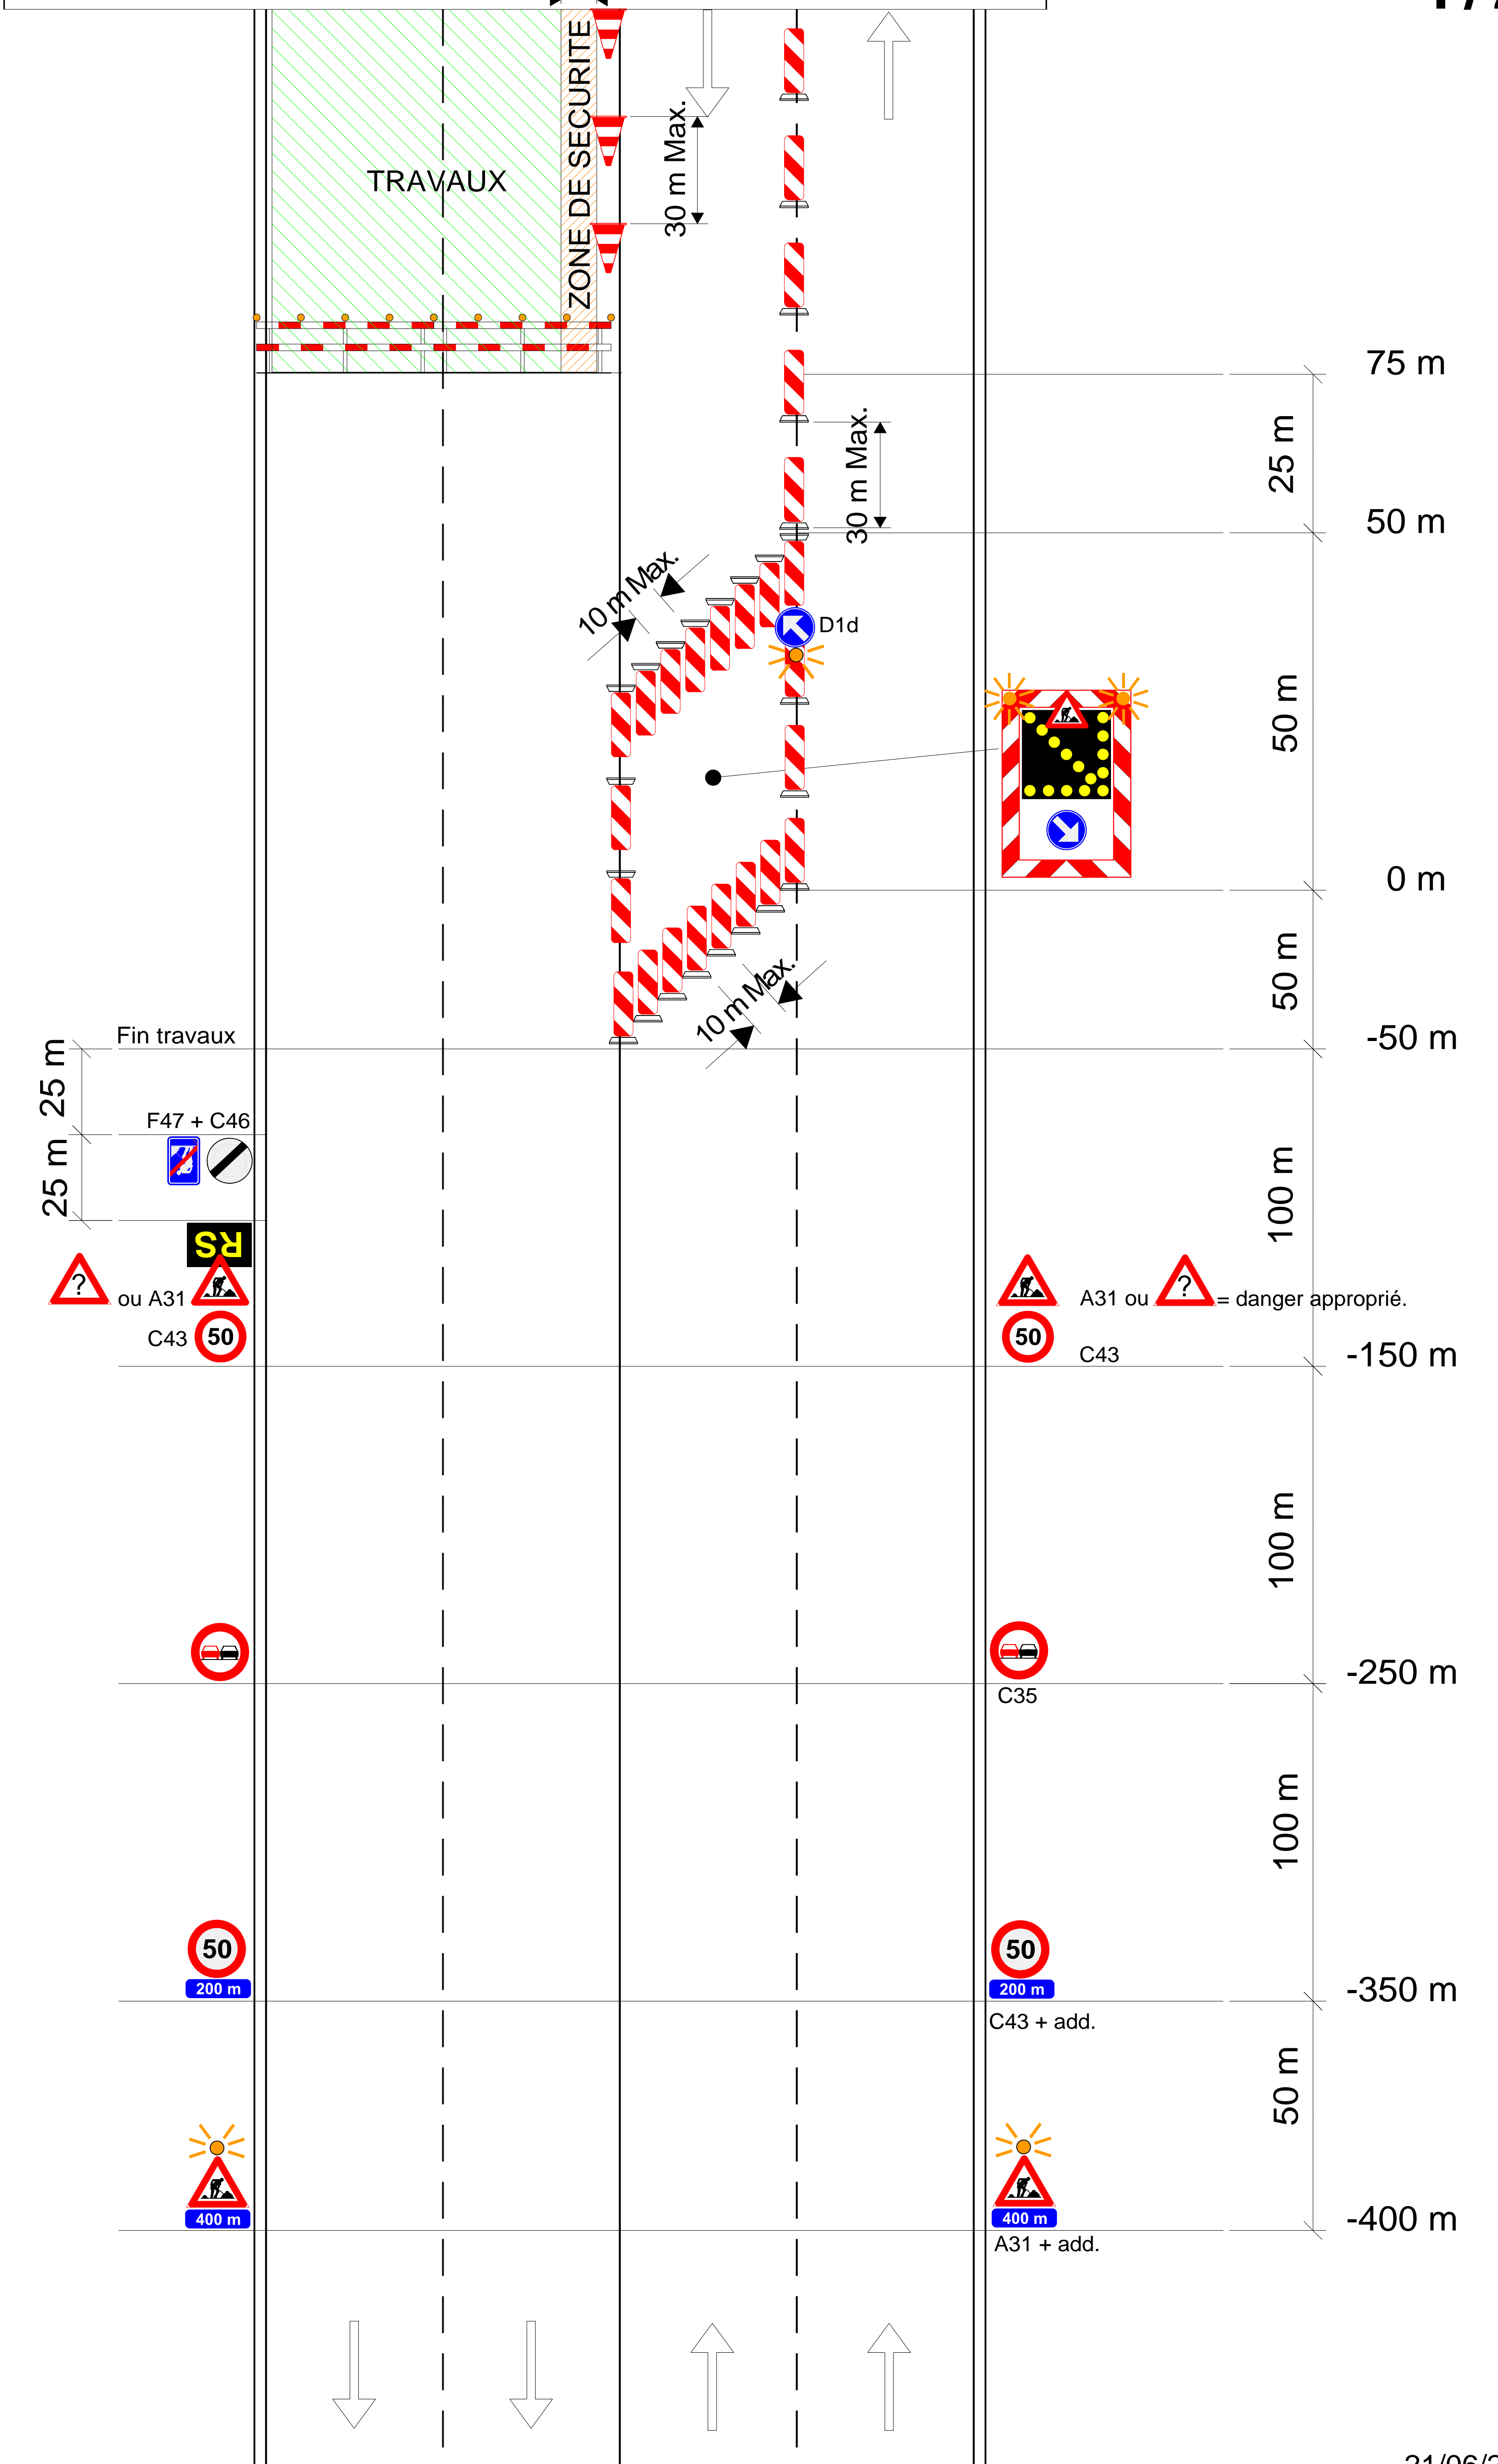 TRAVAUX
ZONE DE SECURITE
30 m Max.
75 m
30 m Max.
25 m
50 m
10 m Max.
D1d
50 m
0 m
10 m Max.
50 m
Fin travaux
-50 m
25 m
F47 + C46
25 m
100 m
RS
? ou A31
A31 ou ? = danger approprié.
C43 50
50 C43
-150 m
100 m
-250 m
C35
100 m
50
50
200 m
200 m
-350 m
C43 + add.
50 m
400 m
400 m
-400 m
A31 + add.